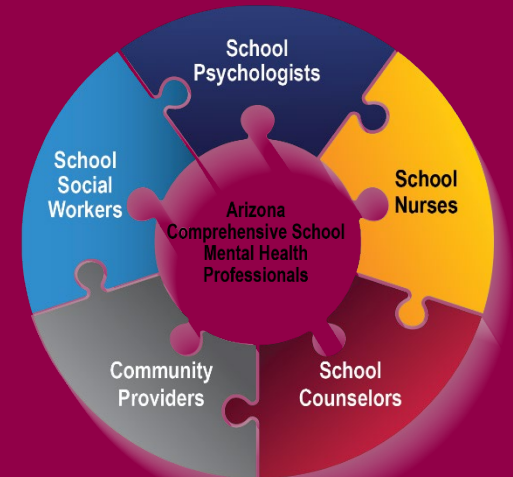 School
Psychologists
School
Social
Workers
School
Nurses
Arizona
Comprehensive School
Mental Health
Professionals
Community
Providers
School
Counselors